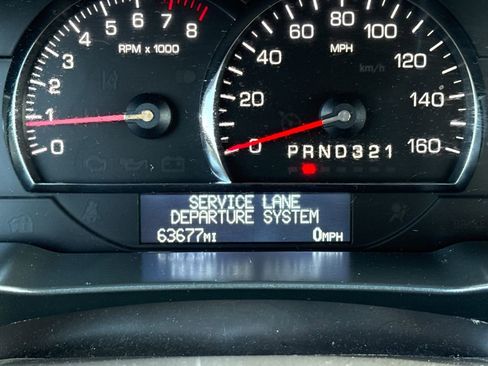 8
7
6
5
4
3
2
1
0
RPM x 1000
80
60
40
20
0
100
120
140
160
MPH
km/h
PRND321
SERVICE LANE
DEPARTURE SYSTEM
63677MI 0MPH